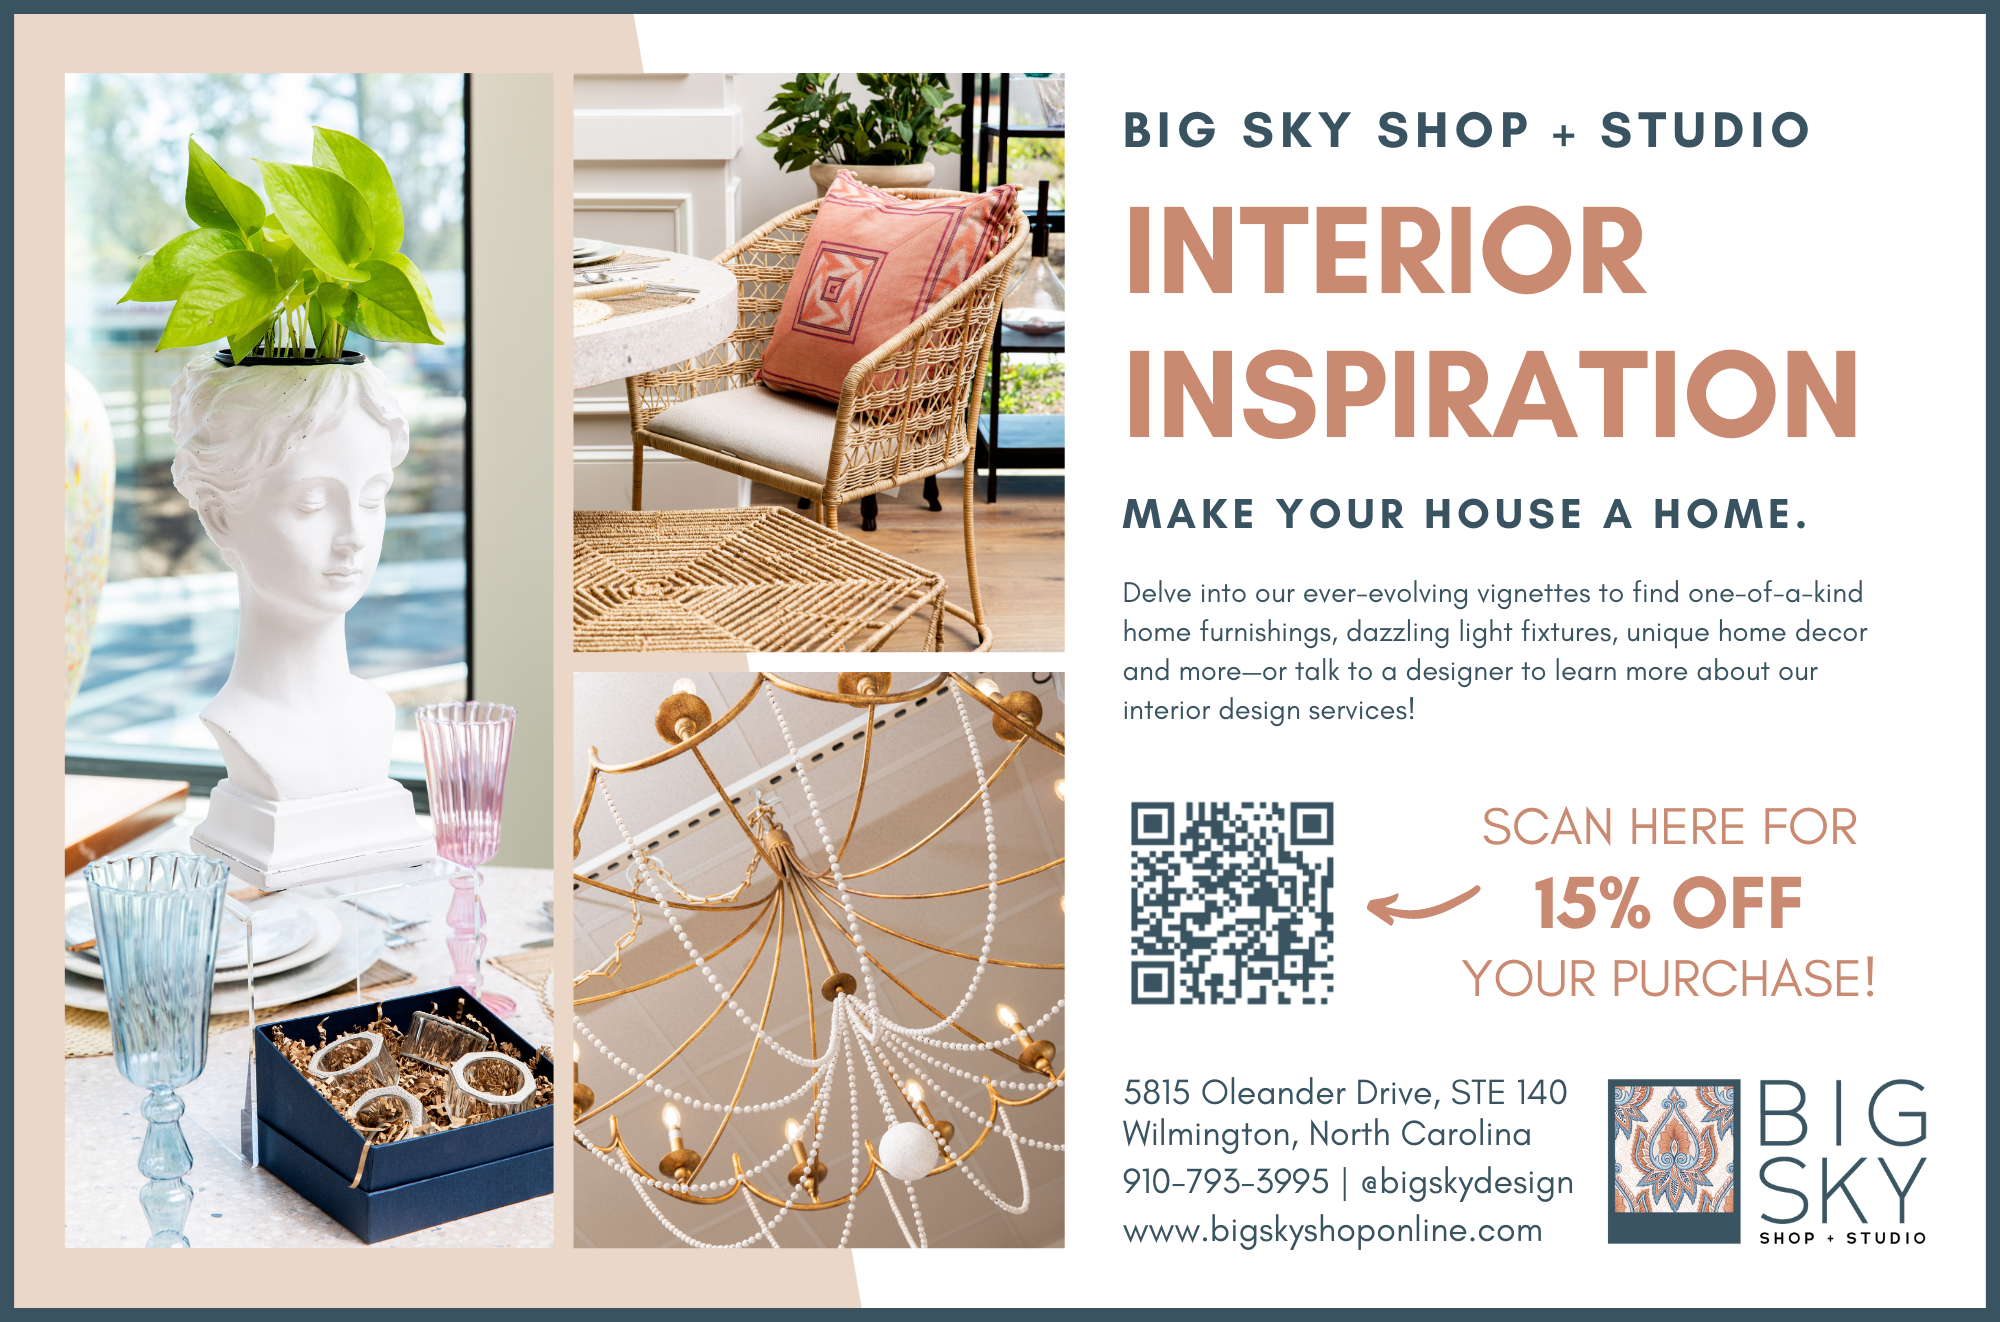 BIG SKY SHOP + STUDIO
INTERIOR
INSPIRATION
MAKE YOUR HOUSE A HOME.
Delve into our ever-evolving vignettes to find one-of-a-kind
home furnishings, dazzling light fixtures, unique home decor
and more—or talk to a designer to learn more about our
interior design services!
SCAN HERE FOR
15% OFF
YOUR PURCHASE!
5815 Oleander Drive, STE 140
Wilmington, North Carolina
910-793-3995 | @bigskydesign
www.bigskyshoponline.com
BIG
SKY
SHOP + STUDIO